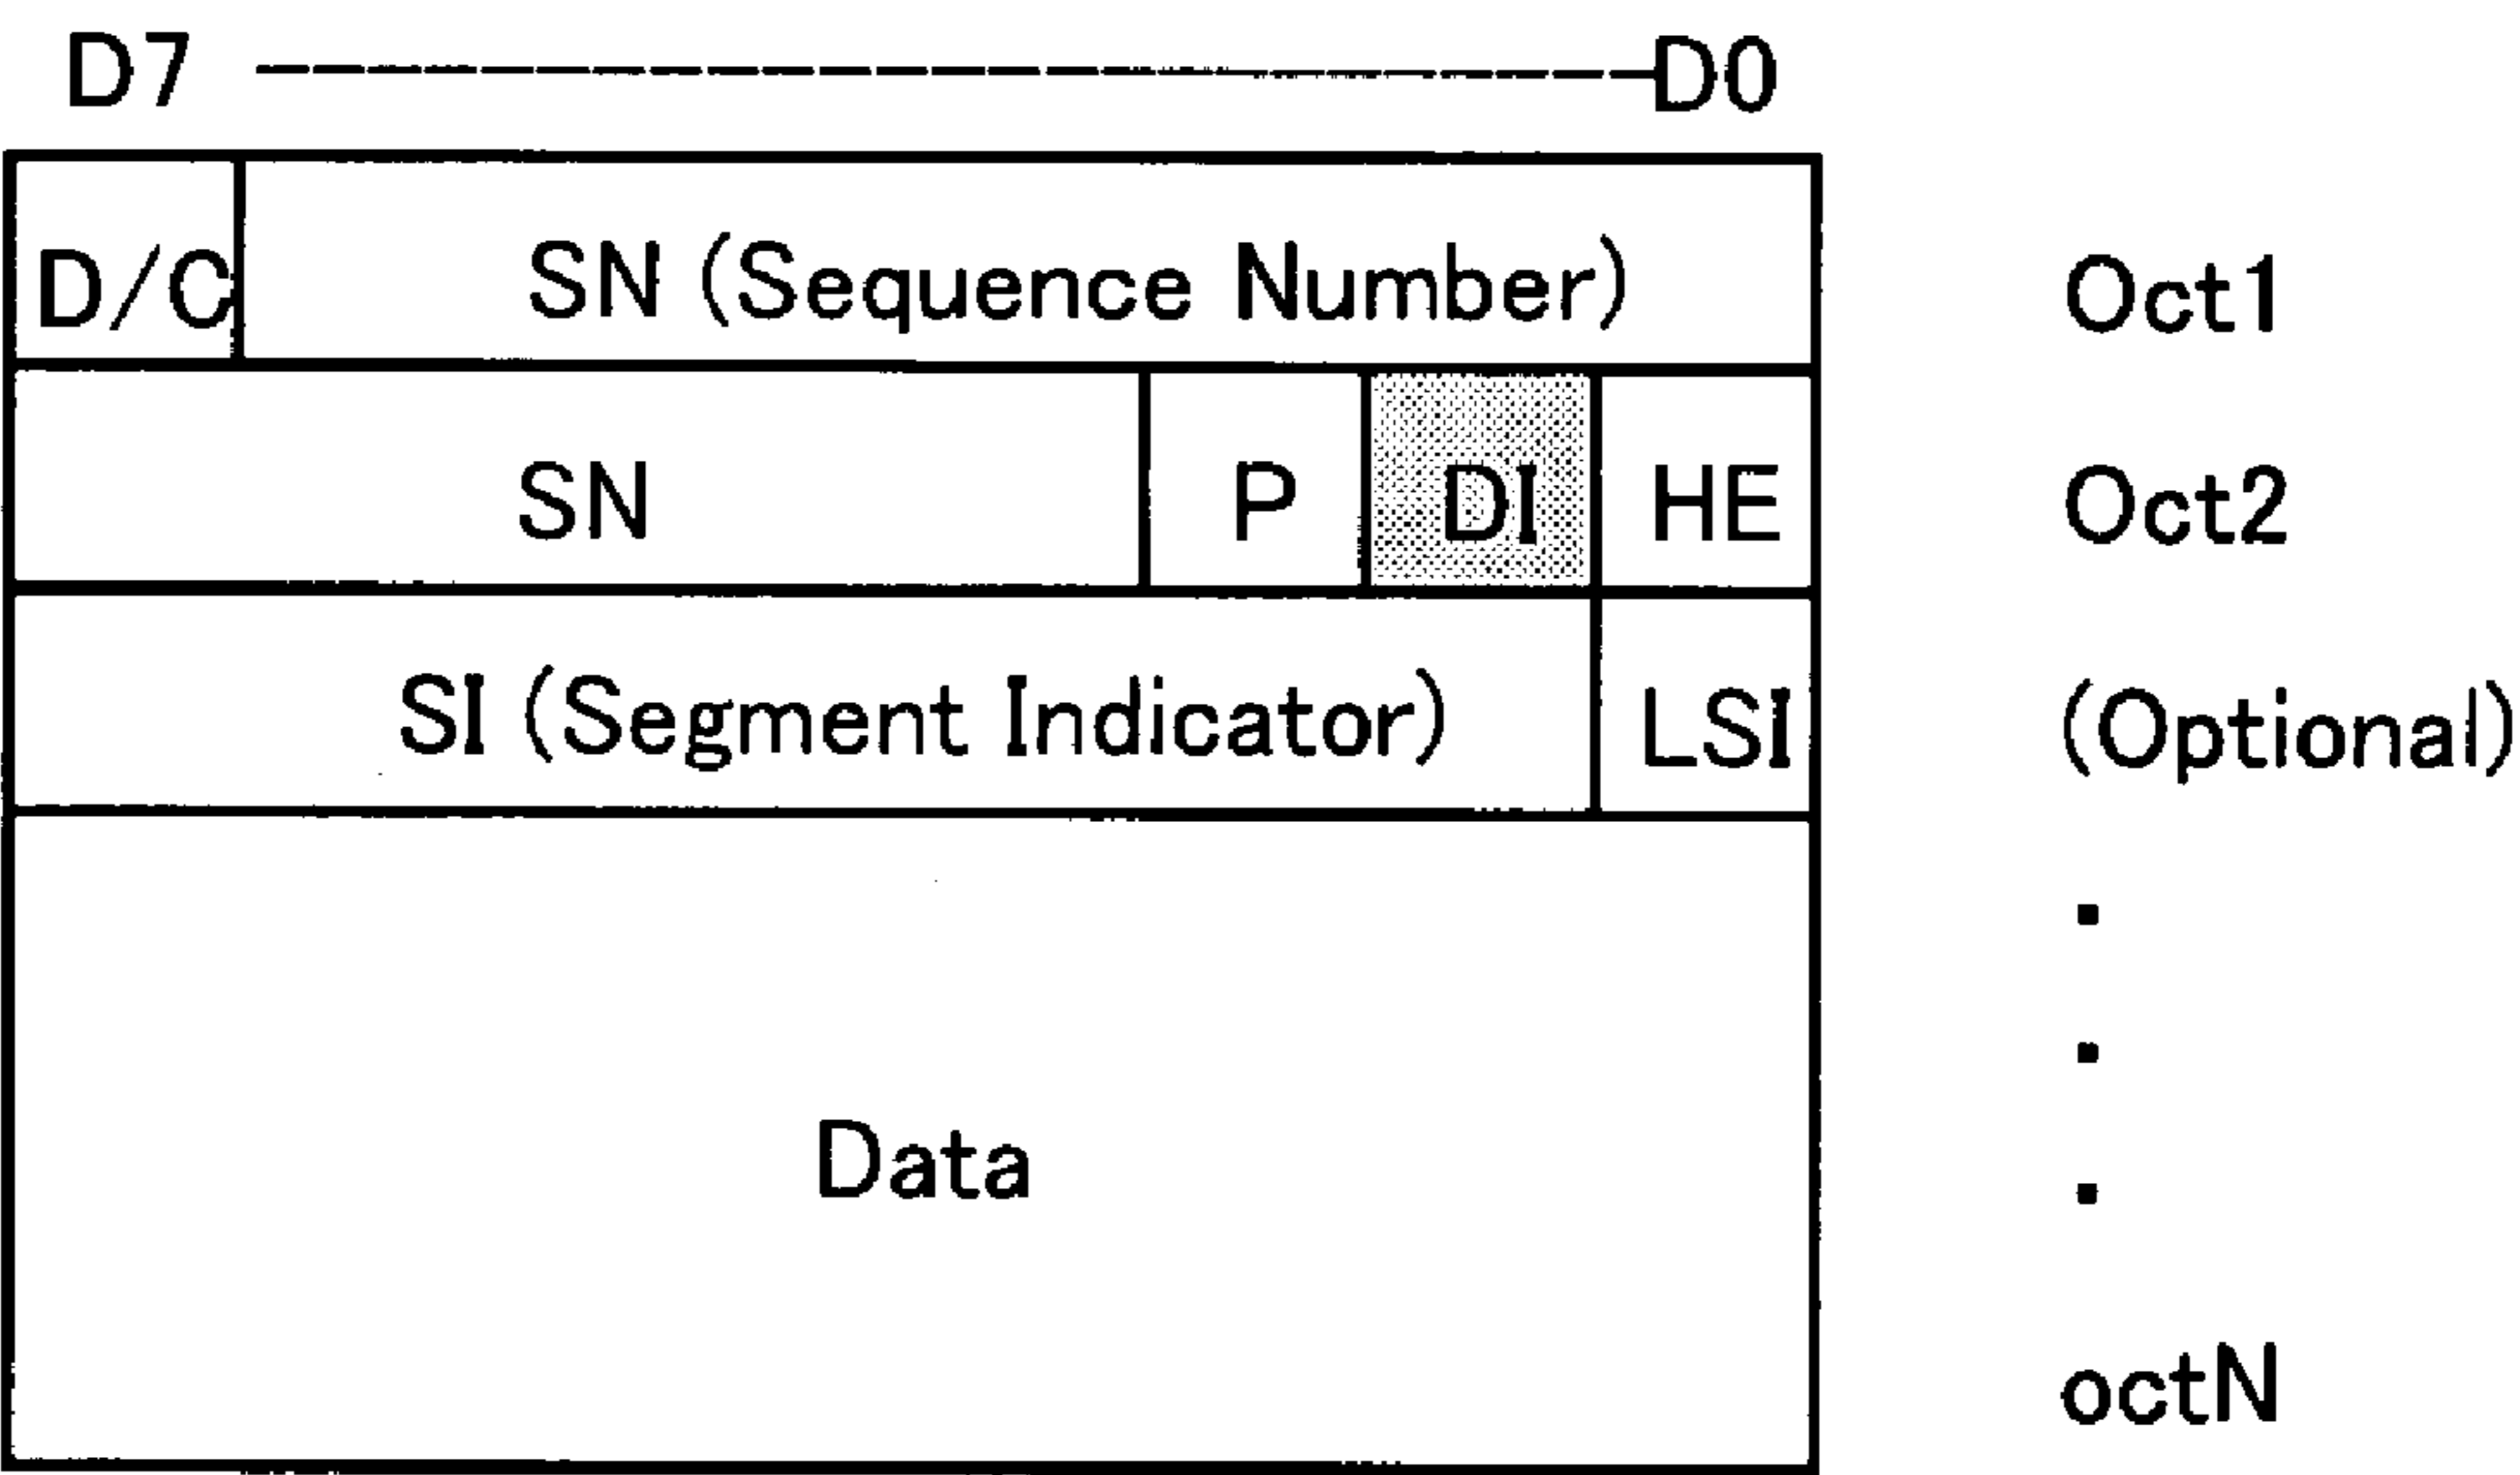 D7 D0
D/C SN (Sequence Number) Oct1
SN P DI HE Oct2
SI (Segment Indicator) LSI (Optional)
Data
octN